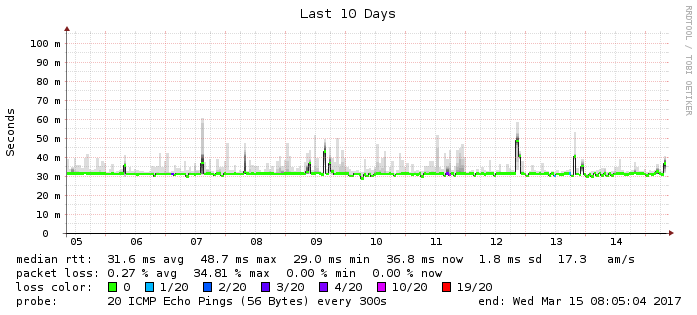 Last 10 Days
RRDTOOL / TOBI OETIKER
Seconds
100 m
90 m
80 m
70 m
60 m
50 m
40 m
30 m
20 m
10 m
0
05 06 07 08 09 10 11 12 13 14
median rtt: 31.6 ms avg 48.7 ms max 29.0 ms min 36.8 ms now 1.8 ms sd 17.3 am/s
packet loss: 0.27 % avg 34.81 % max 0.00 % min 0.00 % now
loss color: 0 1/20 2/20 3/20 4/20 10/20 19/20
probe: 20 ICMP Echo Pings (56 Bytes) every 300s end: Wed Mar 15 08:05:04 2017